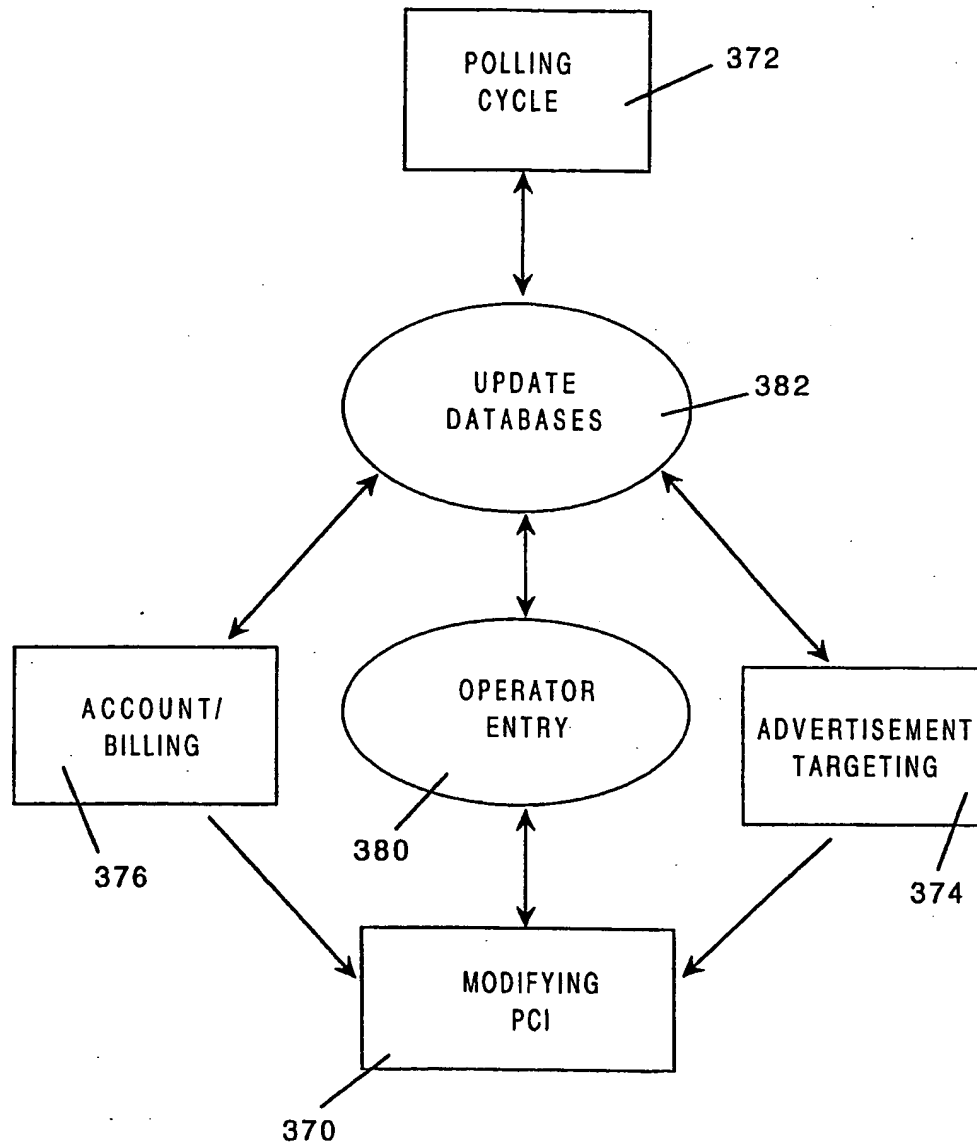 POLLING
CYCLE
372
UPDATE
DATABASES
382
ACCOUNT/
BILLING
376
OPERATOR
ENTRY
380
ADVERTISEMENT
TARGETING
374
MODIFYING
PCI
370